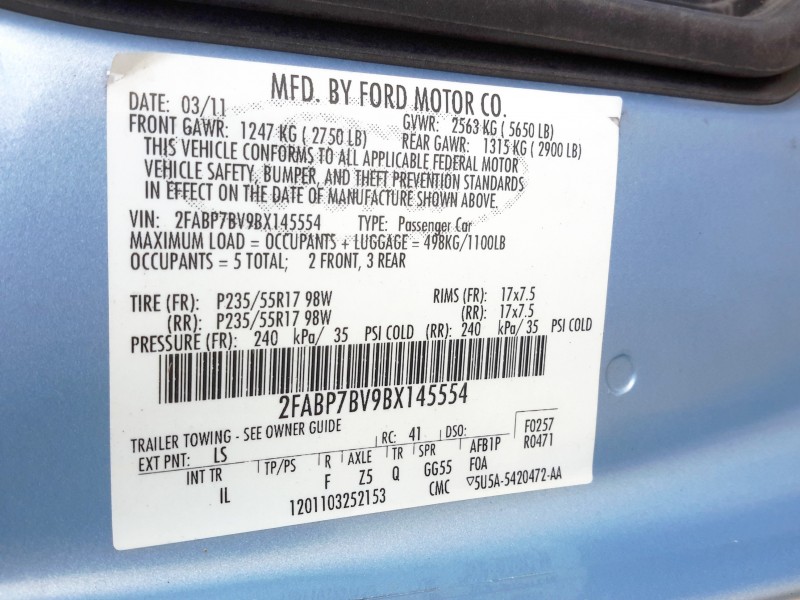 MFD. BY FORD MOTOR CO.
DATE: 03/11 GVWR: 2563 KG ( 5650 LB)
FRONT GAWR: 1247 KG ( 2750 LB) REAR GAWR: 1315 KG ( 2900 LB)
THIS VEHICLE CONFORMS TO ALL APPLICABLE FEDERAL MOTOR
VEHICLE SAFETY, BUMPER, AND THEFT PREVENTION STANDARDS
IN EFFECT ON THE DATE OF MANUFACTURE SHOWN ABOVE.
VIN: 2FABP7BV9BX145554 TYPE: Passenger Car
MAXIMUM LOAD = OCCUPANTS + LUGGAGE = 498KG/1100LB
OCCUPANTS = 5 TOTAL; 2 FRONT, 3 REAR
TIRE (FR): P235/55R17 98W RIMS (FR): 17x7.5
(RR): P235/55R17 98W (RR): 17x7.5
PRESSURE (FR): 240 kPa/ 35 PSI COLD (RR): 240 kPa/ 35 PSI COLD
2FABP7BV9BX145554
TRAILER TOWING - SEE OWNER GUIDE RC: 41 DSO: F0257
EXT PNT: LS R0471
INT TR TP/PS R AXLE TR SPR AFB1P
IL F Z5 Q GG55 FOA
1201103252153 CMC ▽5U5A-5420472-AA